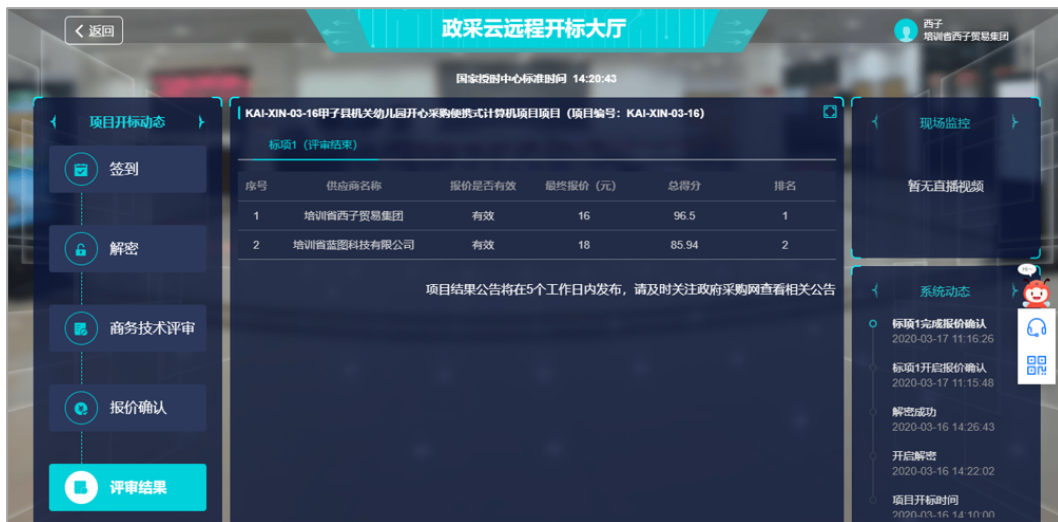 返回
政采云远程开标大厅
西子
培训省西子贸易集团
国家授时中心标准时间 14:20:43
项目开标动态
签到
解密
商务技术评审
报价确认
评审结果
KAI-XIN-03-16甲子县机关幼儿园开心采购便携式计算机项目项目（项目编号：KAI-XIN-03-16）
标项1（评审结束）
序号 供应商名称 报价是否有效 最终报价（元） 总得分 排名
1 培训省西子贸易集团 有效 16 96.5 1
2 培训省蓝图科技有限公司 有效 18 85.94 2
项目结果公告将在5个工作日内发布，请及时关注政府采购网查看相关公告
现场监控
暂无直播视频
系统动态
标项1完成报价确认
2020-03-17 11:16:26
标项1开启报价确认
2020-03-17 11:15:48
解密成功
2020-03-16 14:26:43
开启解密
2020-03-16 14:22:02
项目开标时间
2020-03-16 14:10:00